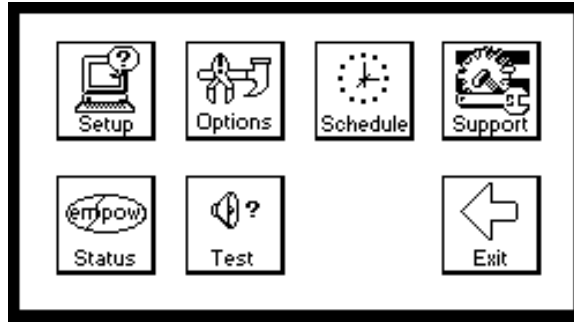 ?
Setup
Options
Schedule
Support
empow
Status
?
Test
Exit